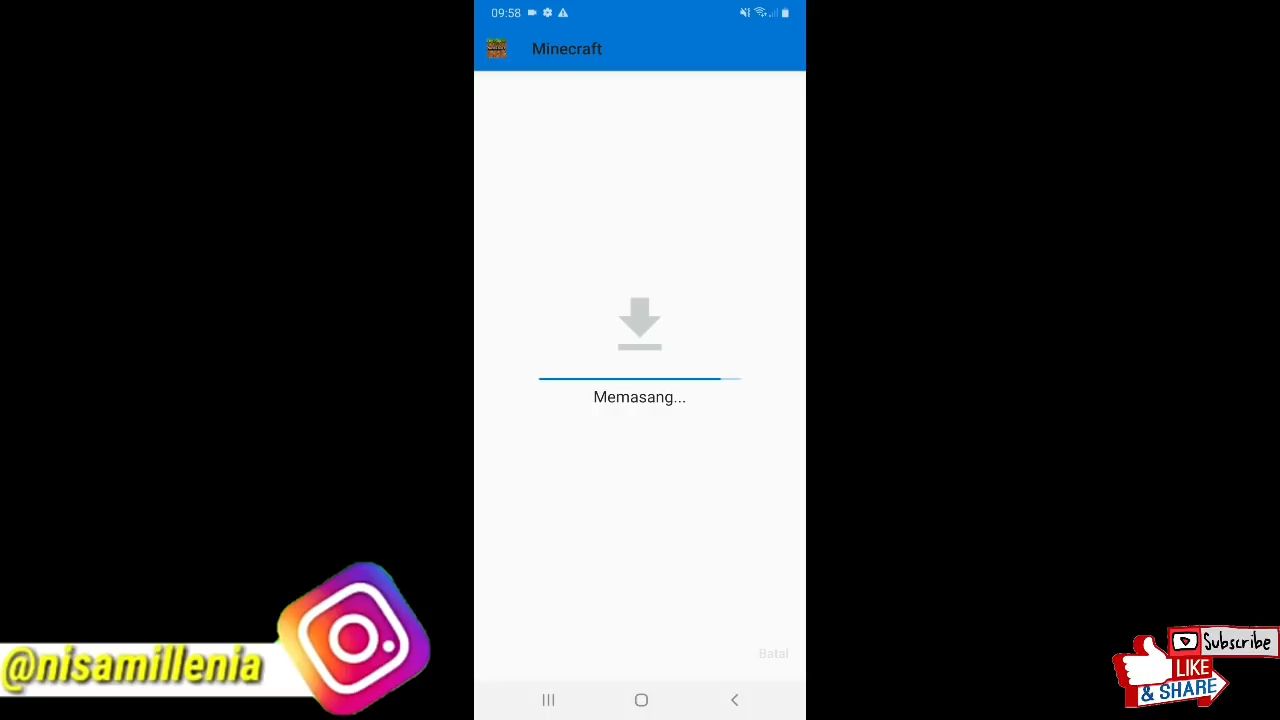 09:58
Minecraft
Memasang...
Batal
@nisamillenia
Subscribe
LIKE
& SHARE